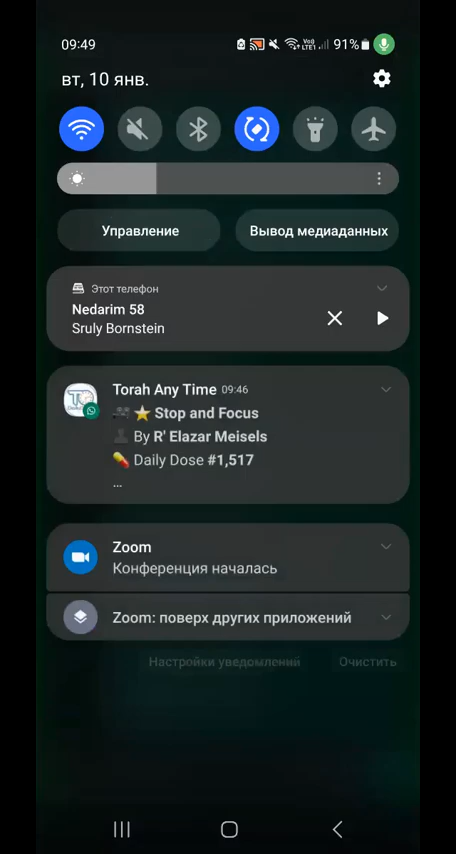 09:49
Vo))
LTE1
91%
вт, 10 янв.
Управление
Вывод медиаданных
Этот телефон
Nedarim 58
Sruly Bornstein
Torah Any Time 09:46
Stop and Focus
By R' Elazar Meisels
Daily Dose #1,517
...
Zoom
Конференция началась
Zoom: поверх других приложений
Настройки уведомлений
Очистить